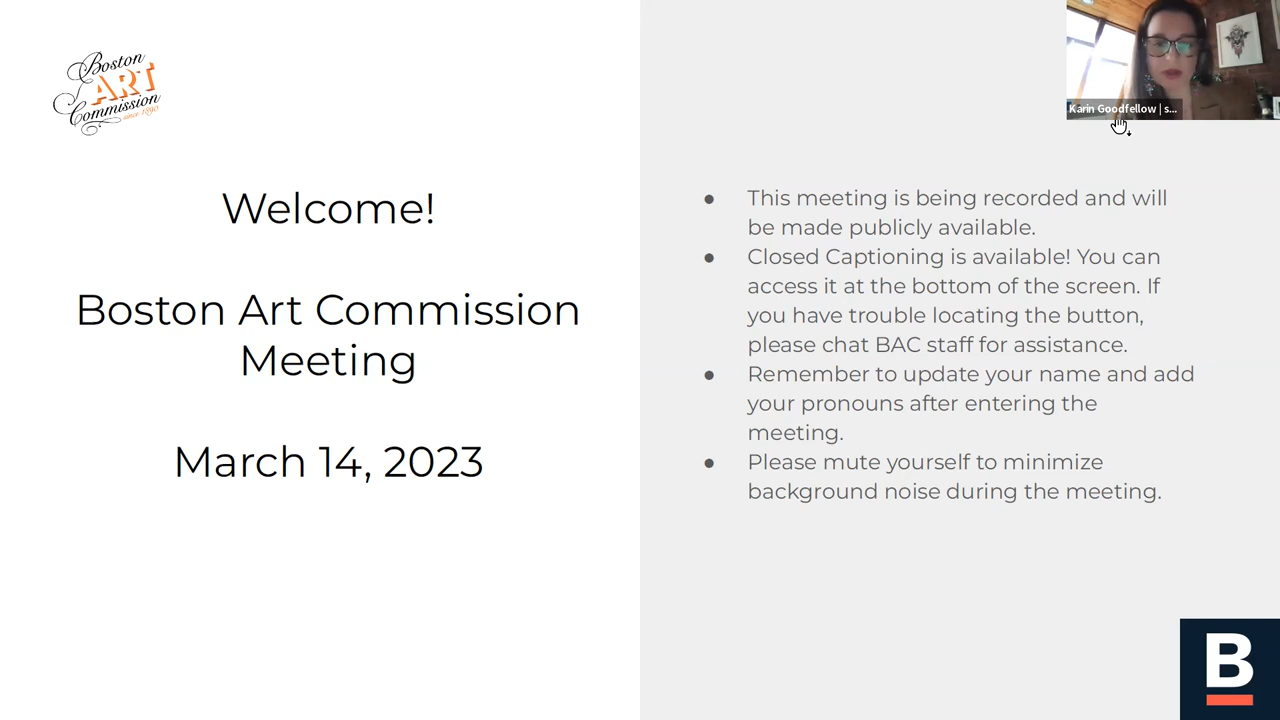 Boston
ART
Commission
since 1890
Welcome!
Boston Art Commission
Meeting
March 14, 2023
Karin Goodfellow | s...
● This meeting is being recorded and will
be made publicly available.
● Closed Captioning is available! You can
access it at the bottom of the screen. If
you have trouble locating the button,
please chat BAC staff for assistance.
● Remember to update your name and add
your pronouns after entering the
meeting.
● Please mute yourself to minimize
background noise during the meeting.
B